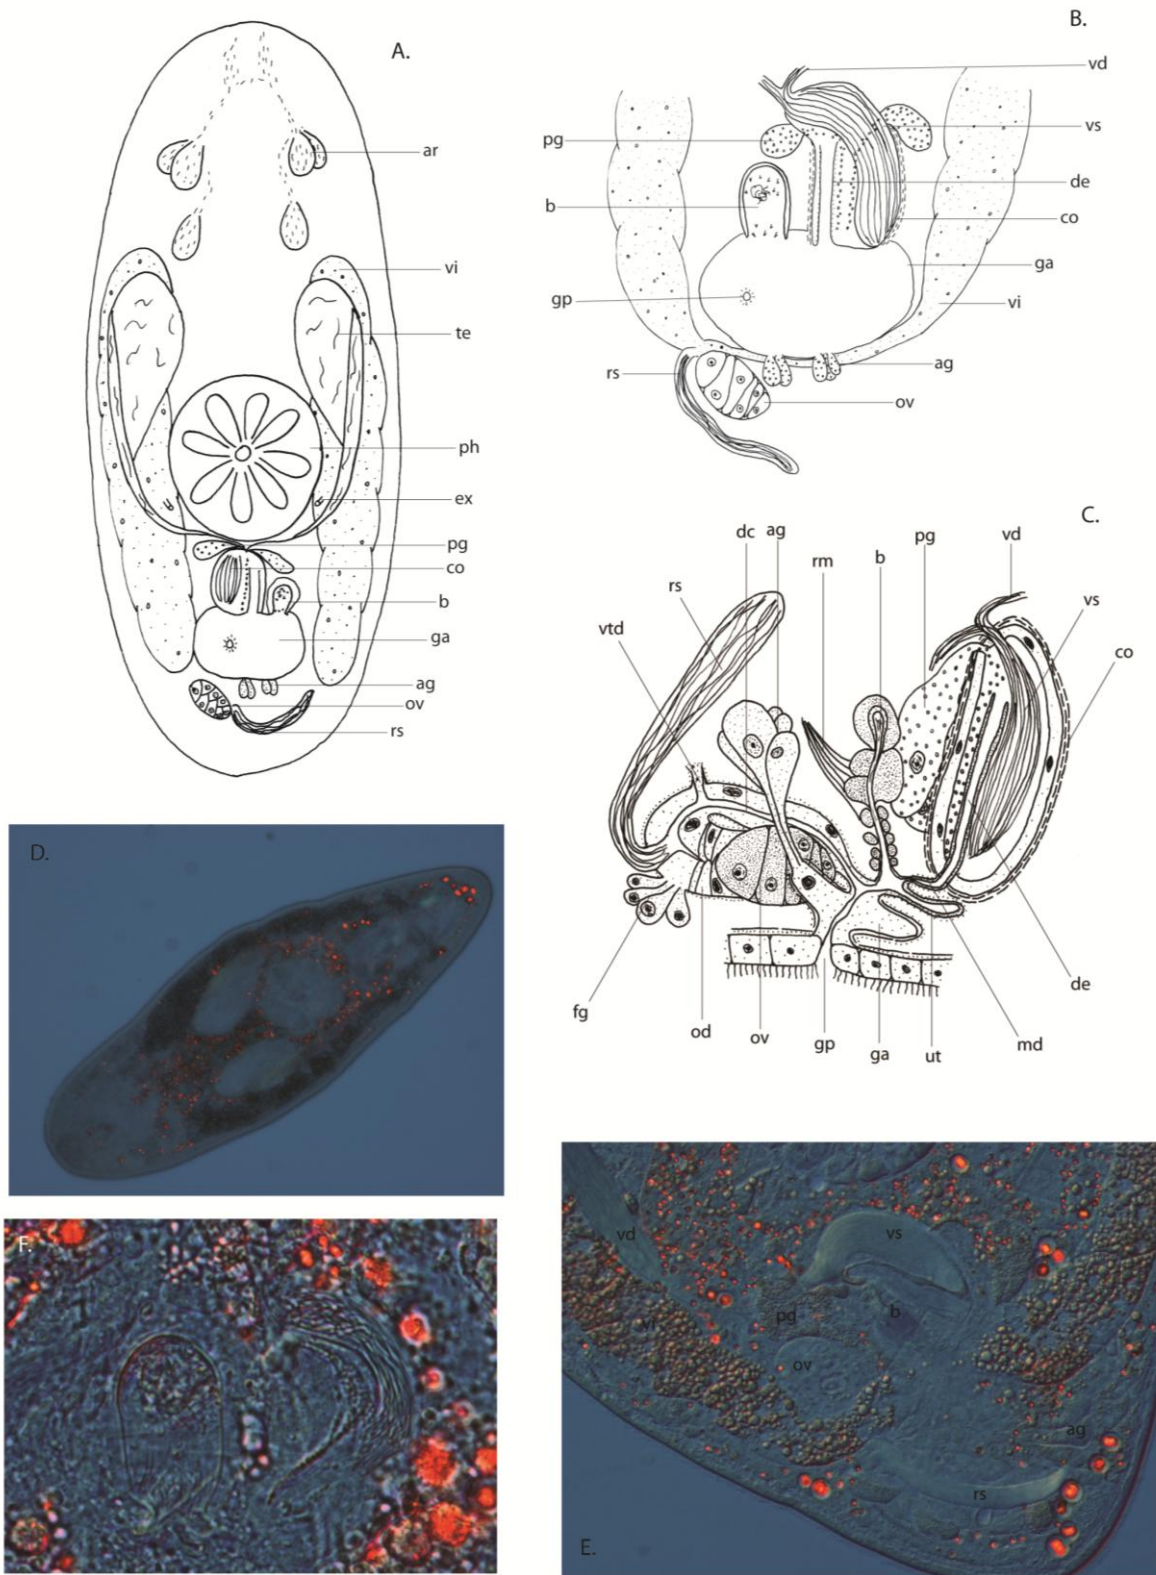 A.
ar
vi
te
ph
ex
pg
co
b
ga
ag
ov
rs
B.
vd
pg
vs
b
de
co
ga
gp
vi
rs
ag
ov
C.
dc
ag
rm
b
pg
vd
rs
vs
vtd
co
fg
od
ov
gp
ga
ut
md
de
D.
F.
vd
vs
vi
pg
b
ov
ag
rs
E.